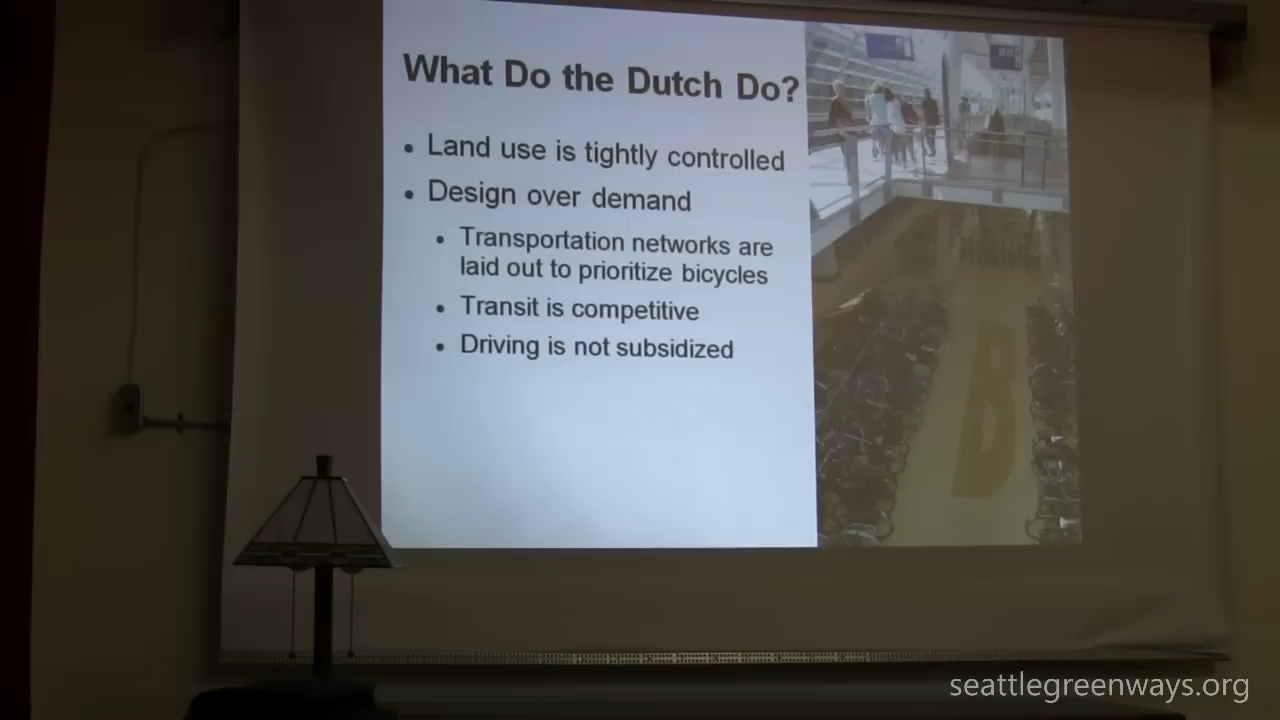 What Do the Dutch Do?
• Land use is tightly controlled
• Design over demand
• Transportation networks are
laid out to prioritize bicycles
• Transit is competitive
• Driving is not subsidized
B
seattlegreenways.org